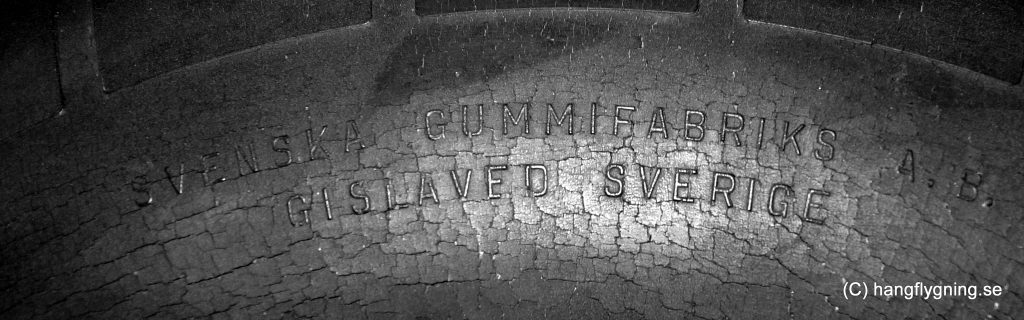 SVENSKA GUMMIFABRIKS A.B.
GISLAVED SVERIGE
(C) hangflygning.se